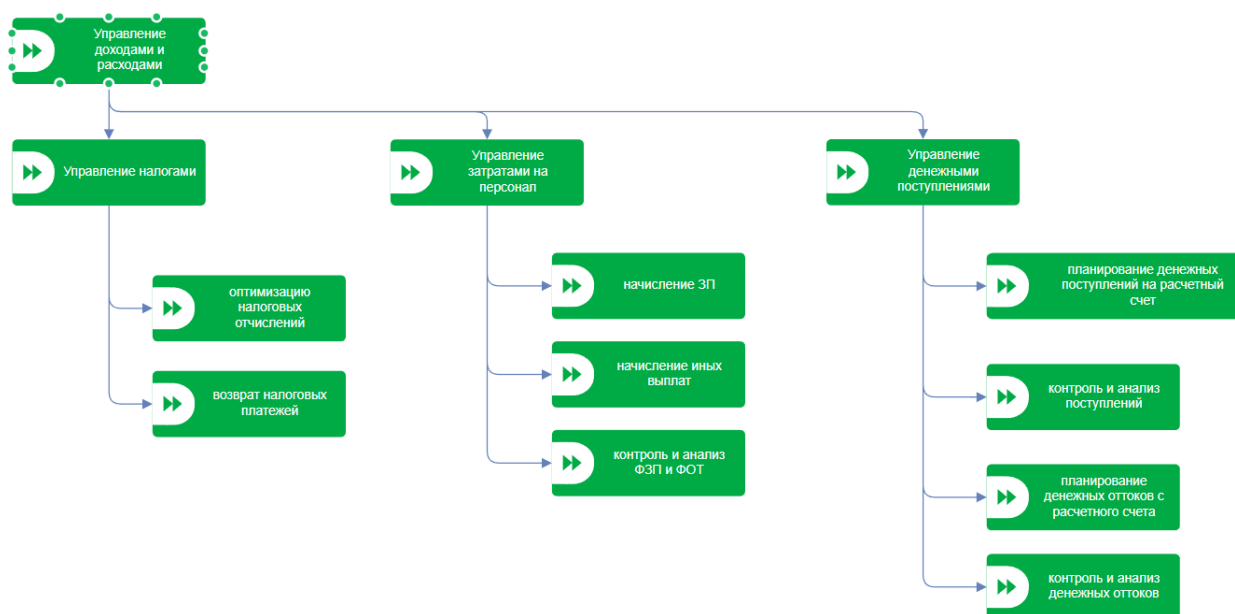 Управление
доходами и
расходами
Управление налогами
Управление
затратами на
персонал
Управление
денежными
поступлениями
оптимизацию
налоговых
отчислений
возврат налоговых
платежей
начисление ЗП
начисление иных
выплат
контроль и анализ
ФЗП и ФОТ
планирование денежных
поступлений на расчетный
счет
контроль и анализ
поступлений
планирование
денежных оттоков с
расчетного счета
контроль и анализ
денежных оттоков